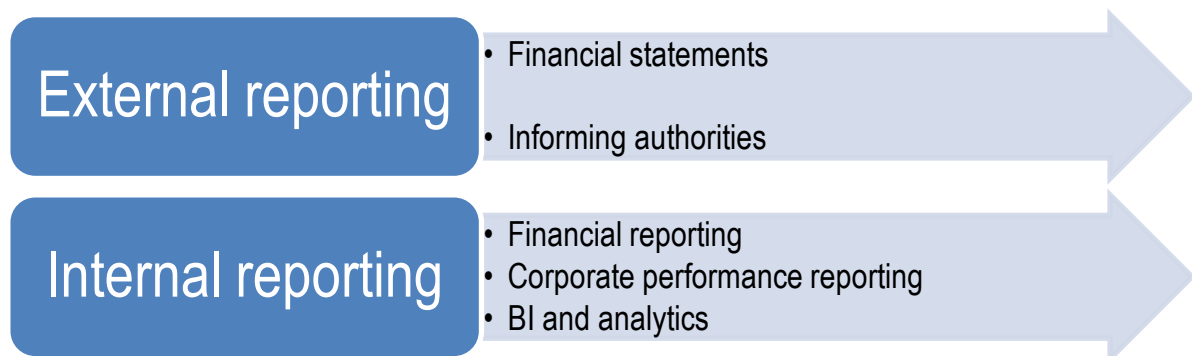 External reporting
• Financial statements
• Informing authorities
Internal reporting
• Financial reporting
• Corporate performance reporting
• BI and analytics